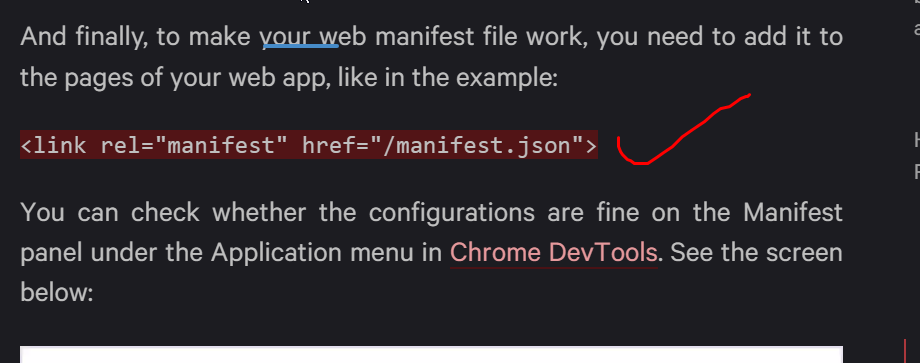 And finally, to make your web manifest file work, you need to add it to
the pages of your web app, like in the example:
<link rel="manifest" href="/manifest.json">
You can check whether the configurations are fine on the Manifest
panel under the Application menu in Chrome DevTools. See the screen
below: